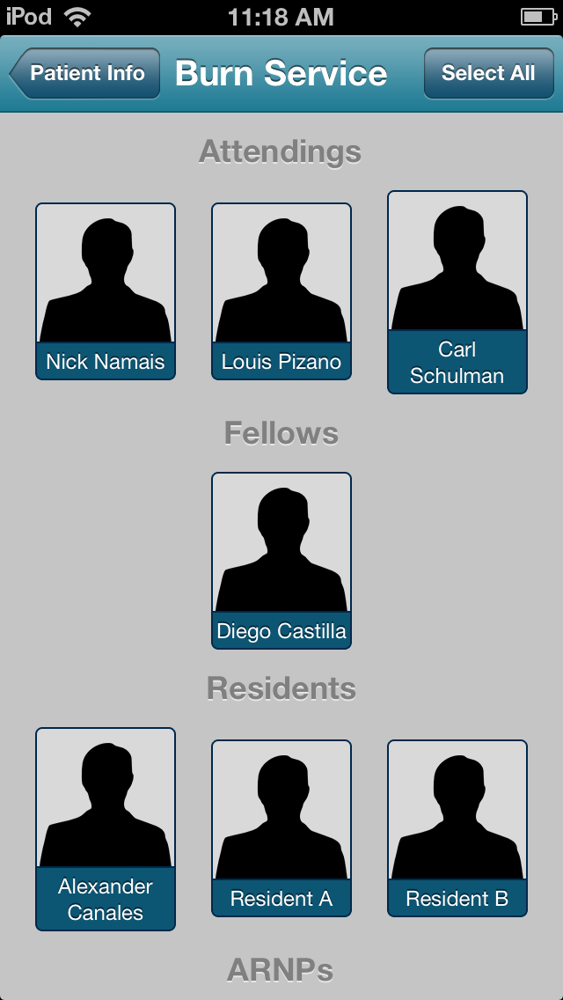 iPod 11:18 AM
Patient Info Burn Service Select All
Attendings
Nick Namais Louis Pizano Carl
Schulman
Fellows
Diego Castilla
Residents
Alexander
Canales
Resident A Resident B
ARNPs